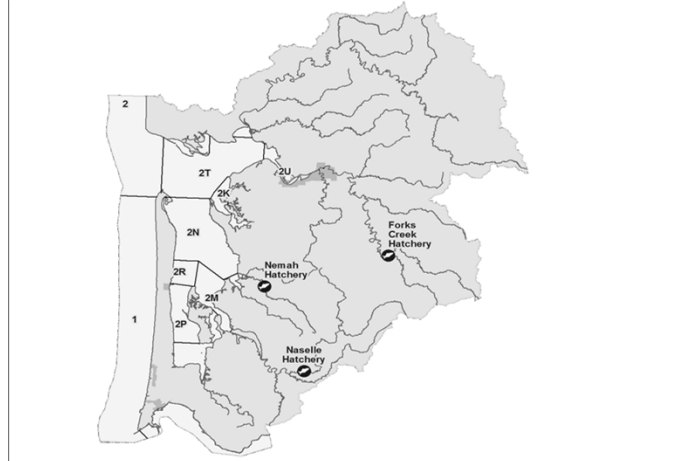 2
2T
2U
2K
2N
Forks
Creek
Hatchery
Nemah
Hatchery
2R
2M
1
2P
Naselle
Hatchery